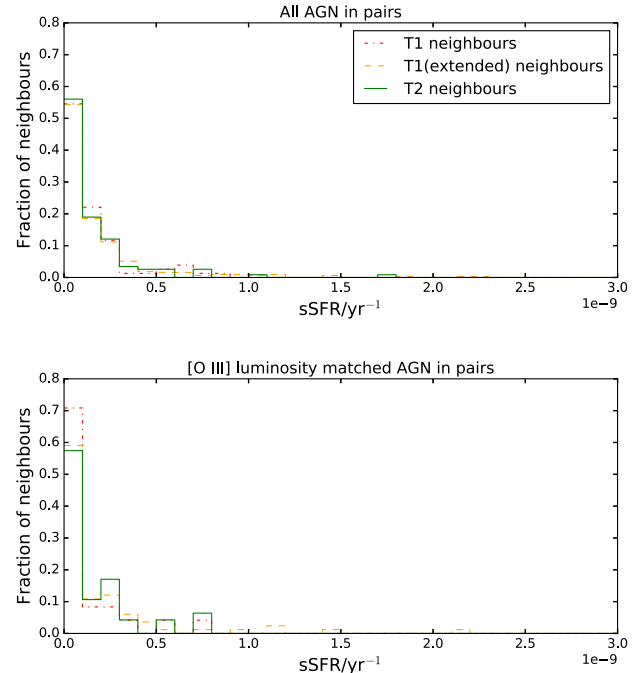 All AGN in pairs
0.8
0.7
0.6
0.5
0.4
0.3
0.2
0.1
0.0
Fraction of neighbours
T1 neighbours
T1(extended) neighbours
T2 neighbours
0.0 0.5 1.0 1.5 2.0 2.5 3.0
1e−9
sSFR/yr⁻¹
[O III] luminosity matched AGN in pairs
0.8
0.7
0.6
0.5
0.4
0.3
0.2
0.1
0.0
Fraction of neighbours
0.0 0.5 1.0 1.5 2.0 2.5 3.0
1e−9
sSFR/yr⁻¹